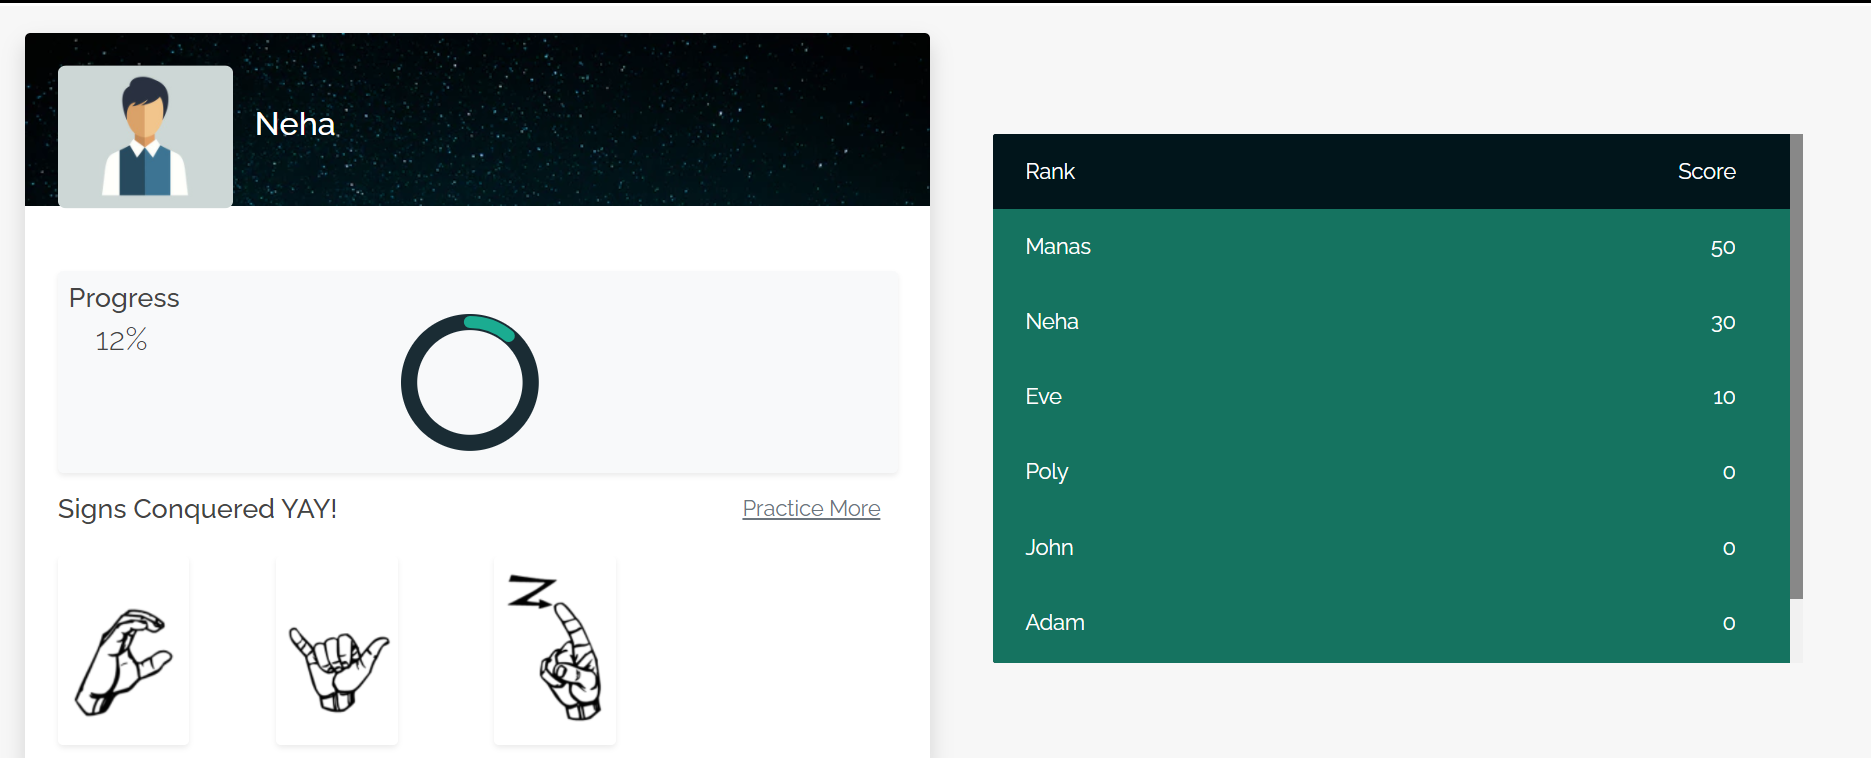 Neha
Progress
12%
Signs Conquered YAY!
Practice More
Z
Rank Score
Manas 50
Neha 30
Eve 10
Poly 0
John 0
Adam 0